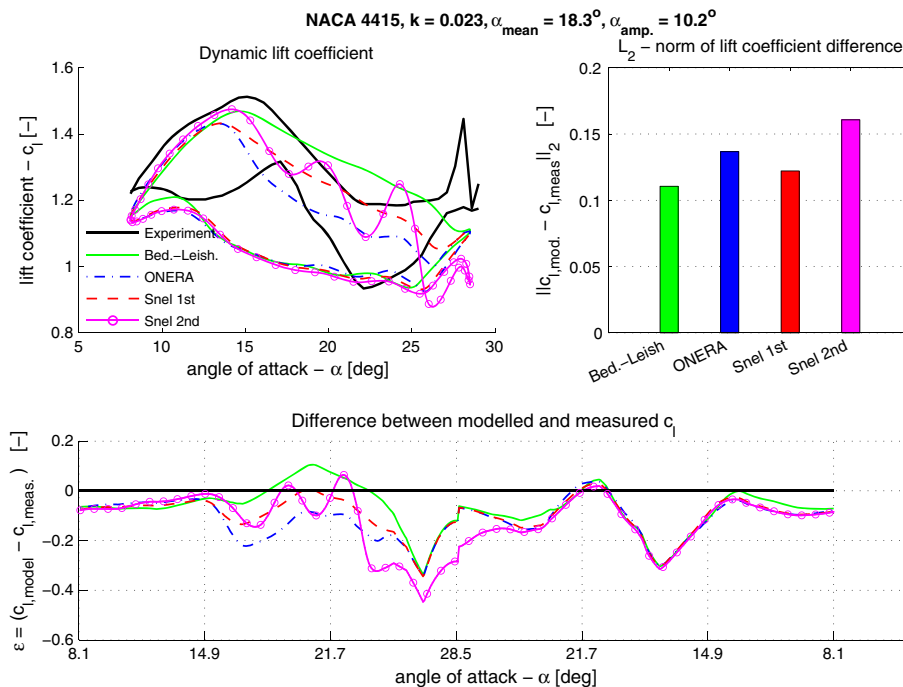 NACA 4415, k = 0.023, α_mean = 18.3°, α_amp. = 10.2°
Dynamic lift coefficient
1.6
1.4
1.2
1
0.8
lift coefficient − c_l [−]
Experiment
Bed.−Leish.
ONERA
Snel 1st
Snel 2nd
5 10 15 20 25 30
angle of attack − α [deg]
L_2 − norm of lift coefficient difference
0.2
0.15
0.1
0.05
0
||c_l,mod. − c_l,meas||_2 [−]
Bed.−Leish ONERA Snel 1st Snel 2nd
Difference between modelled and measured c_l
0.2
0
−0.2
−0.4
−0.6
ε = (c_l,model − c_l,meas.) [−]
8.1 14.9 21.7 28.5 21.7 14.9 8.1
angle of attack − α [deg]